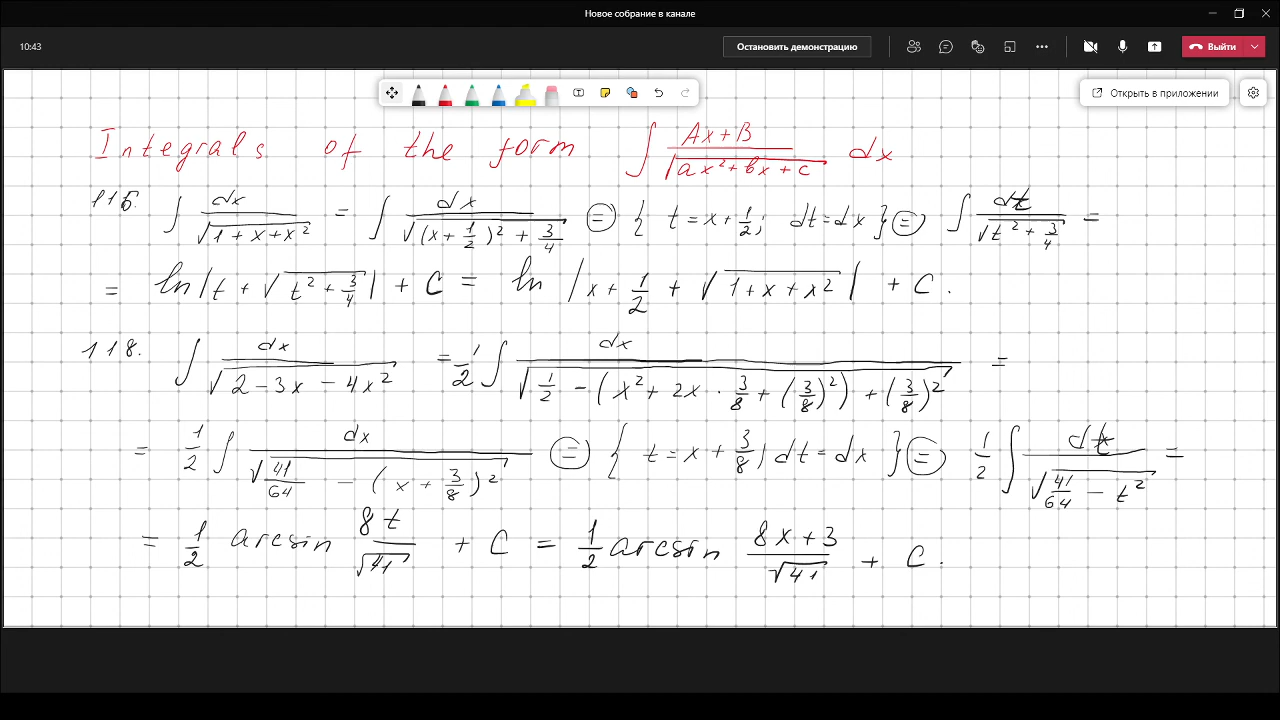 Новое собрание в канале
10:43 Остановить демонстрацию Выйти
Открыть в приложении
Integrals of the form ∫ (Ax+B)/√(ax²+bx+c) dx
115. ∫ dx/√(1+x+x²) = ∫ dx/√((x+1/2)²+3/4) (=) { t=x+1/2; dt=dx } (=) ∫ dt/√(t²+3/4) =
= ln|t+√(t²+3/4)| + C = ln|x+1/2+√(1+x+x²)| + C.
118. ∫ dx/√(2-3x-4x²) = 1/2 ∫ dx/√(1/2-(x²+2x·3/8+(3/8)²)+(3/8)²) =
= 1/2 ∫ dx/√(41/64-(x+3/8)²) (=) { t=x+3/8; dt=dx } (=) 1/2 ∫ dt/√(41/64-t²) =
= 1/2 arcsin 8t/√41 + C = 1/2 arcsin (8x+3)/√41 + C.